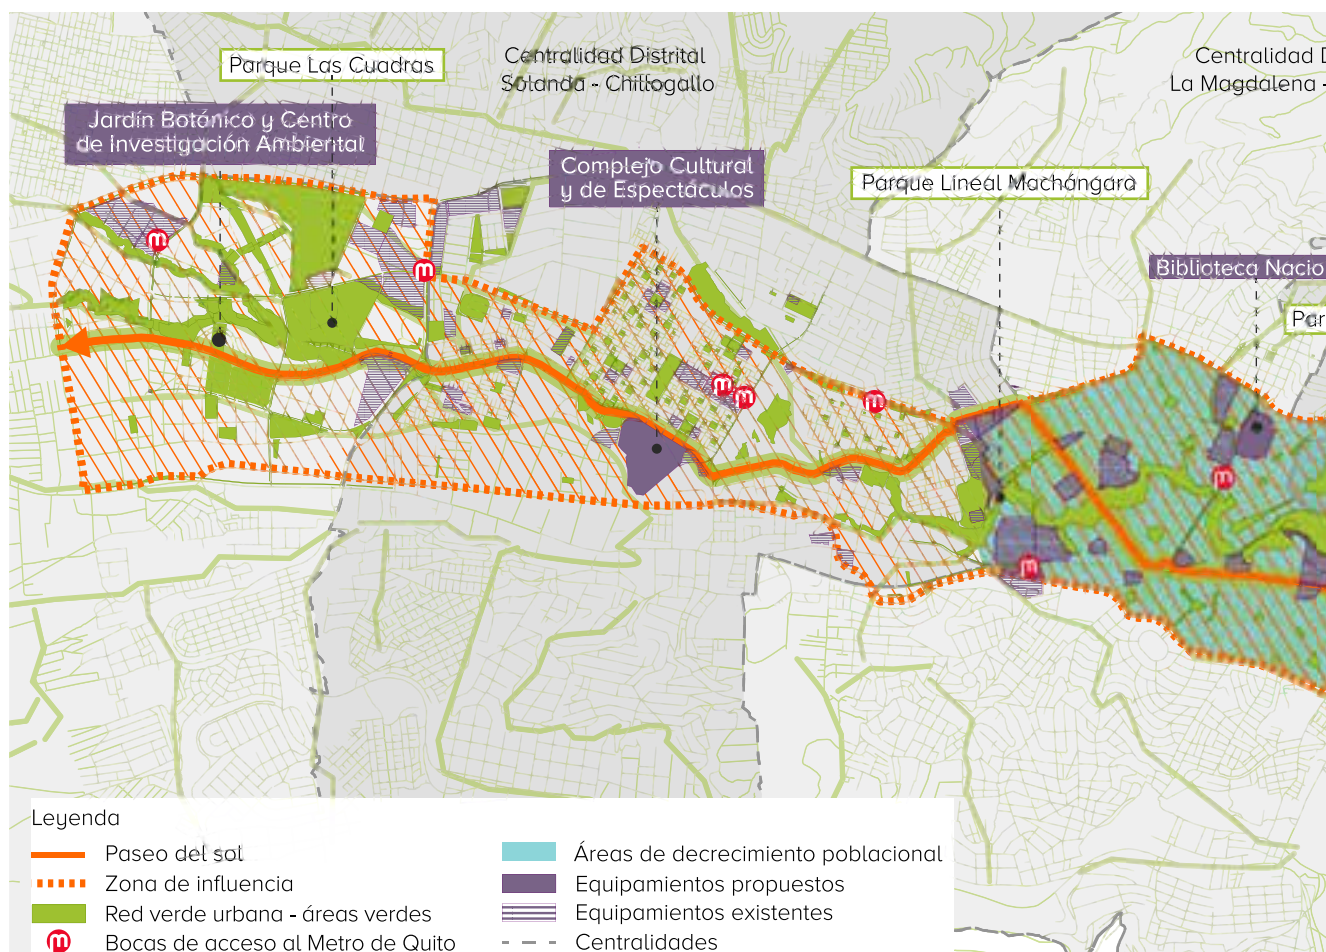 Parque Las Cuadras
Centralidad Distrital
Solanda - Chillogallo
Centralidad D
La Magdalena -
Jardín Botánico y Centro
de Investigación Ambiental
Complejo Cultural
y de Espectáculos
Parque Lineal Machángara
Biblioteca Nacio
Par
Leyenda
Paseo del sol
Zona de influencia
Red verde urbana - áreas verdes
Bocas de acceso al Metro de Quito
Áreas de decrecimiento poblacional
Equipamientos propuestos
Equipamientos existentes
Centralidades